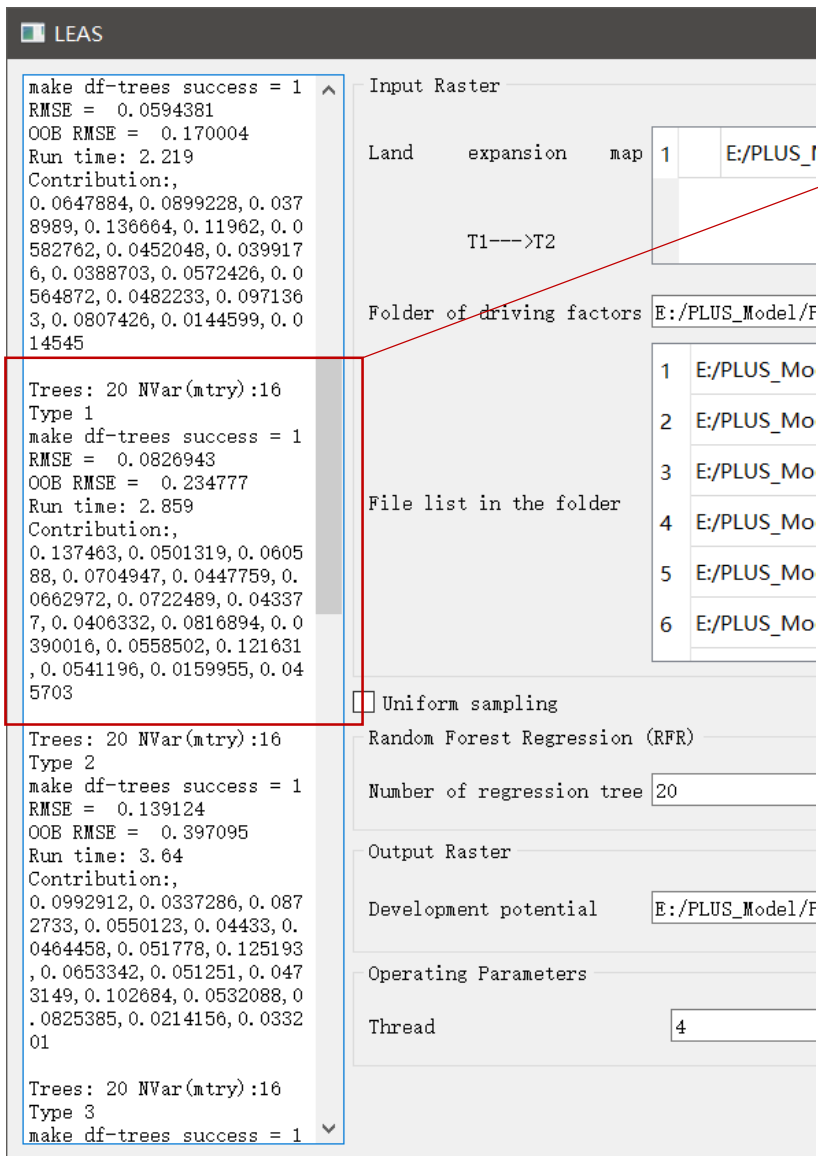 LEAS
make df-trees success = 1
RMSE =  0.0594381
OOB RMSE =  0.170004
Run time: 2.219
Contribution:,
0.0647884,0.0899228,0.037
8989,0.136664,0.11962,0.0
582762,0.0452048,0.039917
6,0.0388703,0.0572426,0.0
564872,0.0482233,0.097136
3,0.0807426,0.0144599,0.0
14545
Trees: 20 NVar(mtry):16
Type 1
make df-trees success = 1
RMSE =  0.0826943
OOB RMSE =  0.234777
Run time: 2.859
Contribution:,
0.137463,0.0501319,0.0605
88,0.0704947,0.0447759,0.
0662972,0.0722489,0.04337
7,0.0406332,0.0816894,0.0
390016,0.0558502,0.121631
,0.0541196,0.0159955,0.04
5703
Trees: 20 NVar(mtry):16
Type 2
make df-trees success = 1
RMSE =  0.139124
OOB RMSE =  0.397095
Run time: 3.64
Contribution:,
0.0992912,0.0337286,0.087
2733,0.0550123,0.04433,0.
0464458,0.051778,0.125193
,0.0653342,0.051251,0.047
3149,0.102684,0.0532088,0
.0825385,0.0214156,0.0332
01
Trees: 20 NVar(mtry):16
Type 3
make df-trees success = 1
Input Raster
Land expansion map
1 E:/PLUS_M
T1--->T2
Folder of driving factors E:/PLUS_Model/P
File list in the folder
1 E:/PLUS_Mo
2 E:/PLUS_Mo
3 E:/PLUS_Mo
4 E:/PLUS_Mo
5 E:/PLUS_Mo
6 E:/PLUS_Mo
Uniform sampling
Random Forest Regression (RFR)
Number of regression tree 20
Output Raster
Development potential E:/PLUS_Model/P
Operating Parameters
Thread 4